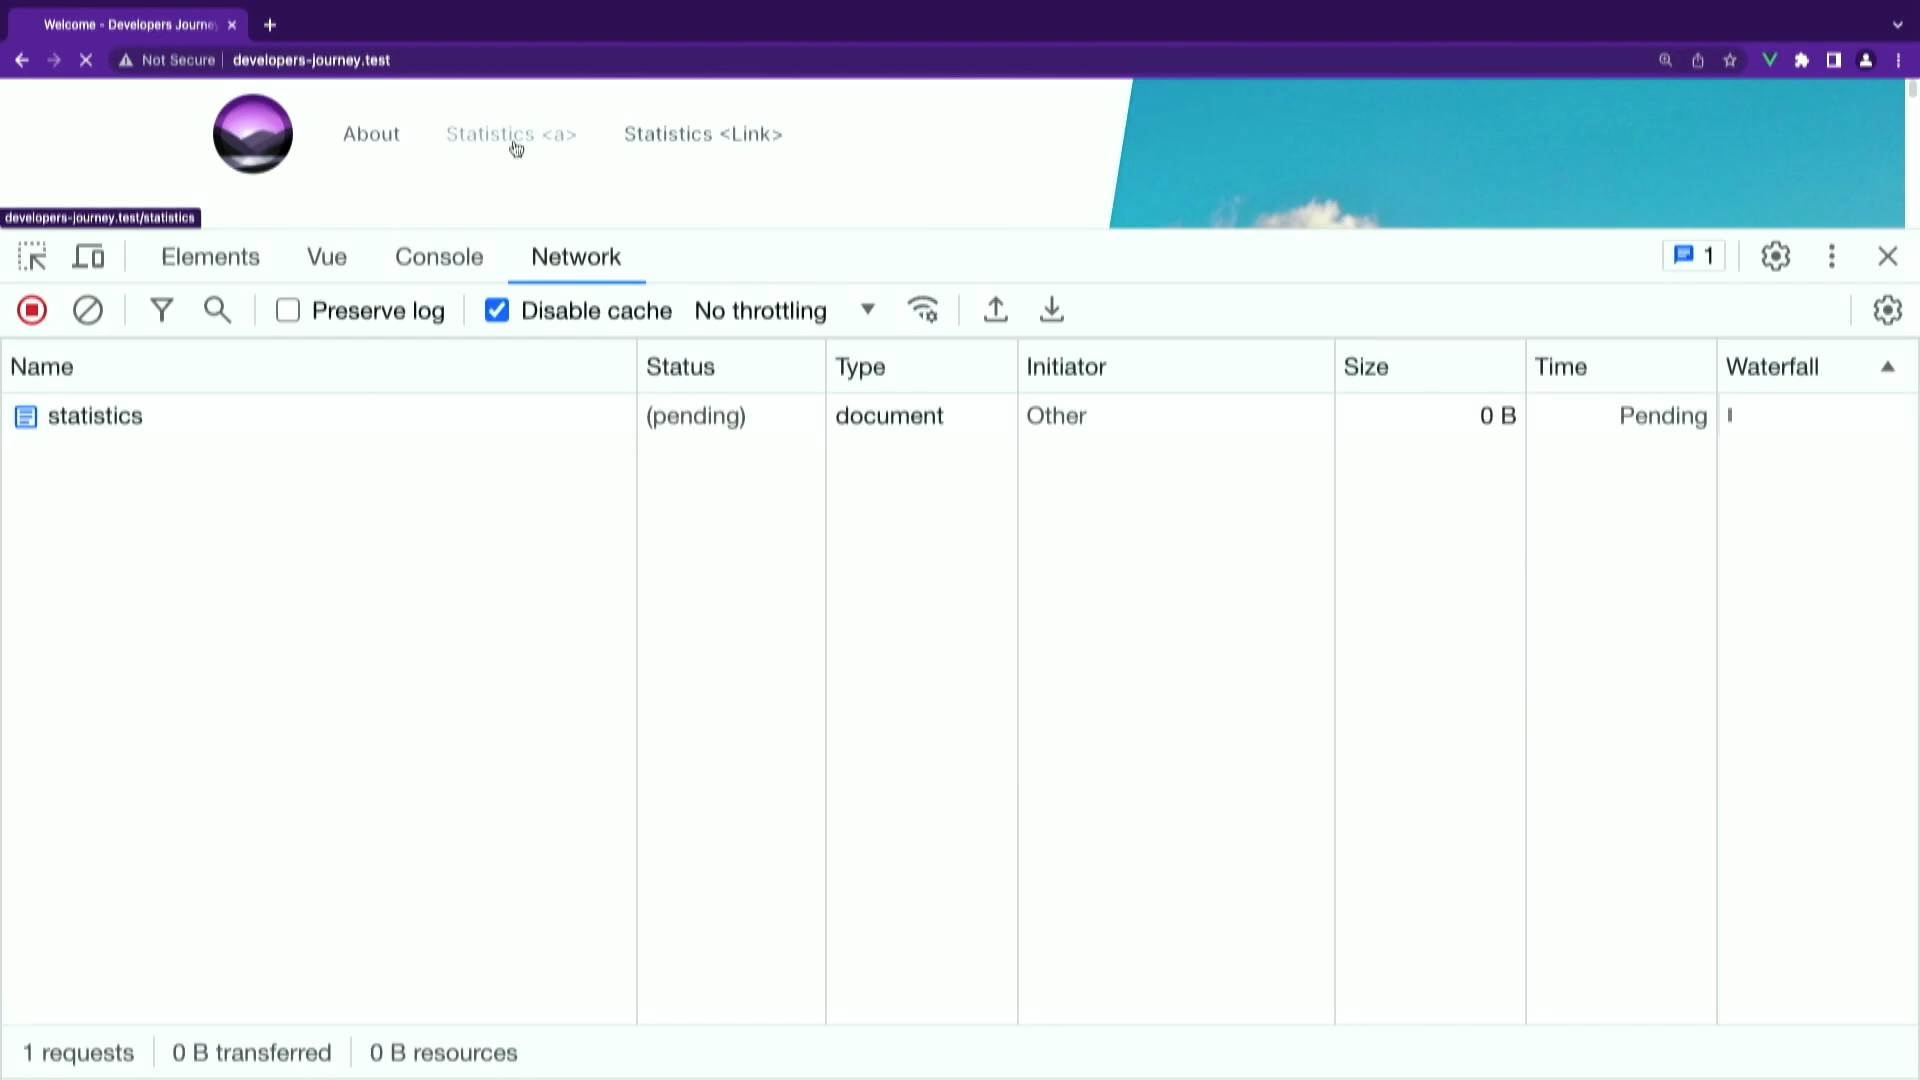 Welcome - Developers Journe
Not Secure developers-journey.test
About Statistics <a> Statistics <Link>
developers-journey.test/statistics
Elements Vue Console Network 1
Preserve log Disable cache No throttling
Name Status Type Initiator Size Time Waterfall
statistics (pending) document Other 0 B Pending
1 requests 0 B transferred 0 B resources